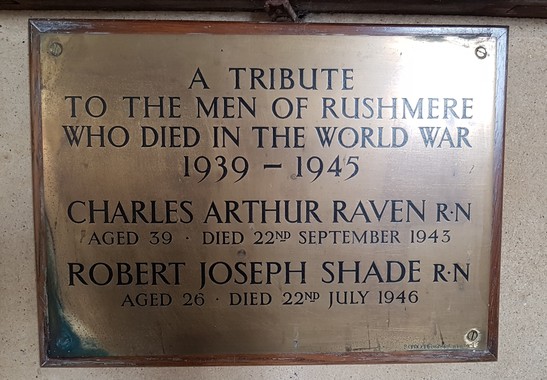 A TRIBUTE
TO THE MEN OF RUSHMERE
WHO DIED IN THE WORLD WAR
1939 – 1945
CHARLES ARTHUR RAVEN R·N
AGED 39 · DIED 22ND SEPTEMBER 1943
ROBERT JOSEPH SHADE R·N
AGED 26 · DIED 22ND JULY 1946